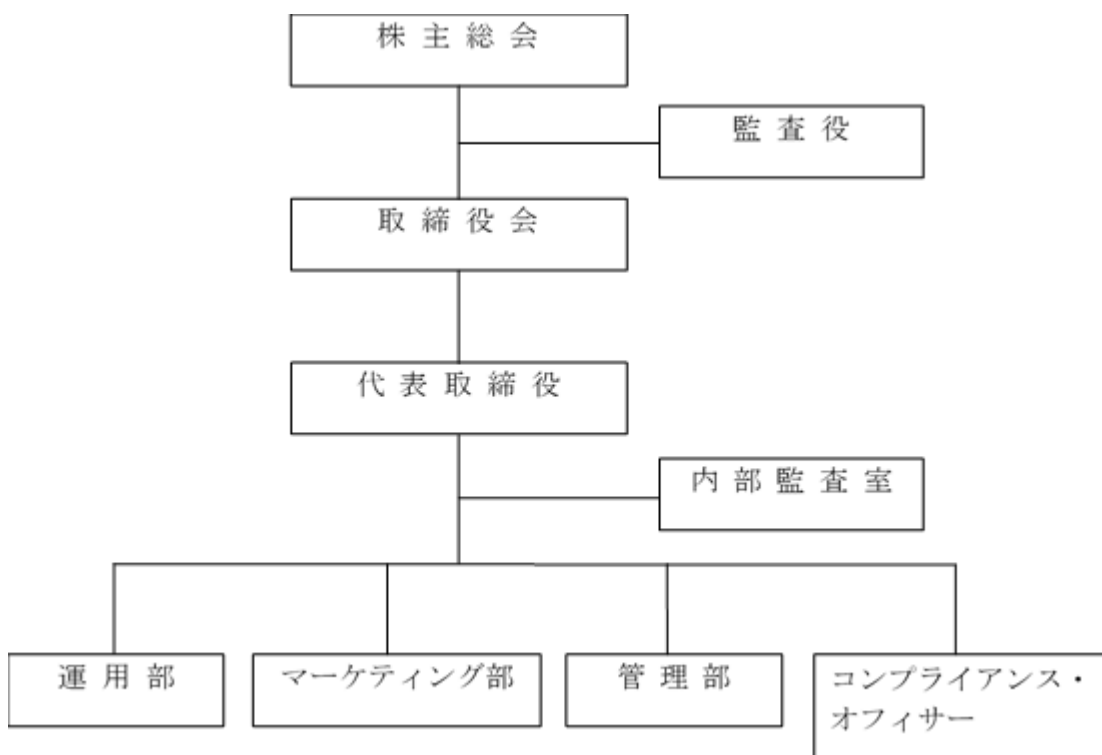 株主総会
監査役
取締役会
代表取締役
内部監査室
運用部
マーケティング部
管理部
コンプライアンス・
オフィサー